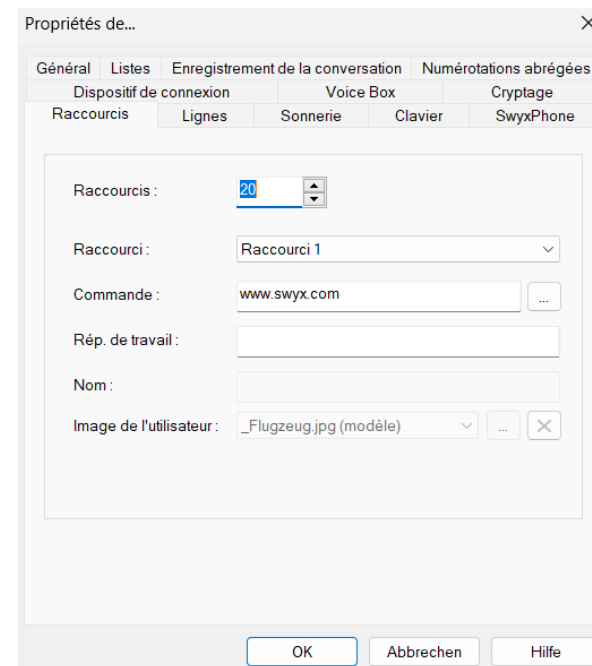 Propriétés de...
Général Listes Enregistrement de la conversation Numérotations abrégées
Dispositif de connexion Voice Box Cryptage
Raccourcis Lignes Sonnerie Clavier SwyxPhone
Raccourcis : 20
Raccourci : Raccourci 1
Commande : www.swyx.com ...
Rép. de travail :
Nom :
Image de l'utilisateur : _Flugzeug.jpg (modèle) ...
OK Abbrechen Hilfe